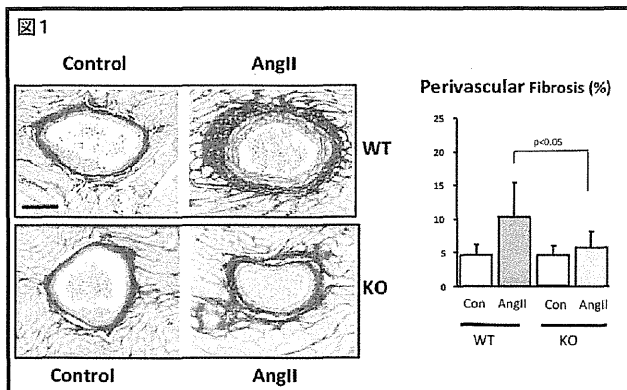 図1
Control AngII
WT
KO
Control AngII
Perivascular Fibrosis (%)
p<0.05
25
20
15
10
5
0
Con AngII Con AngII
WT KO